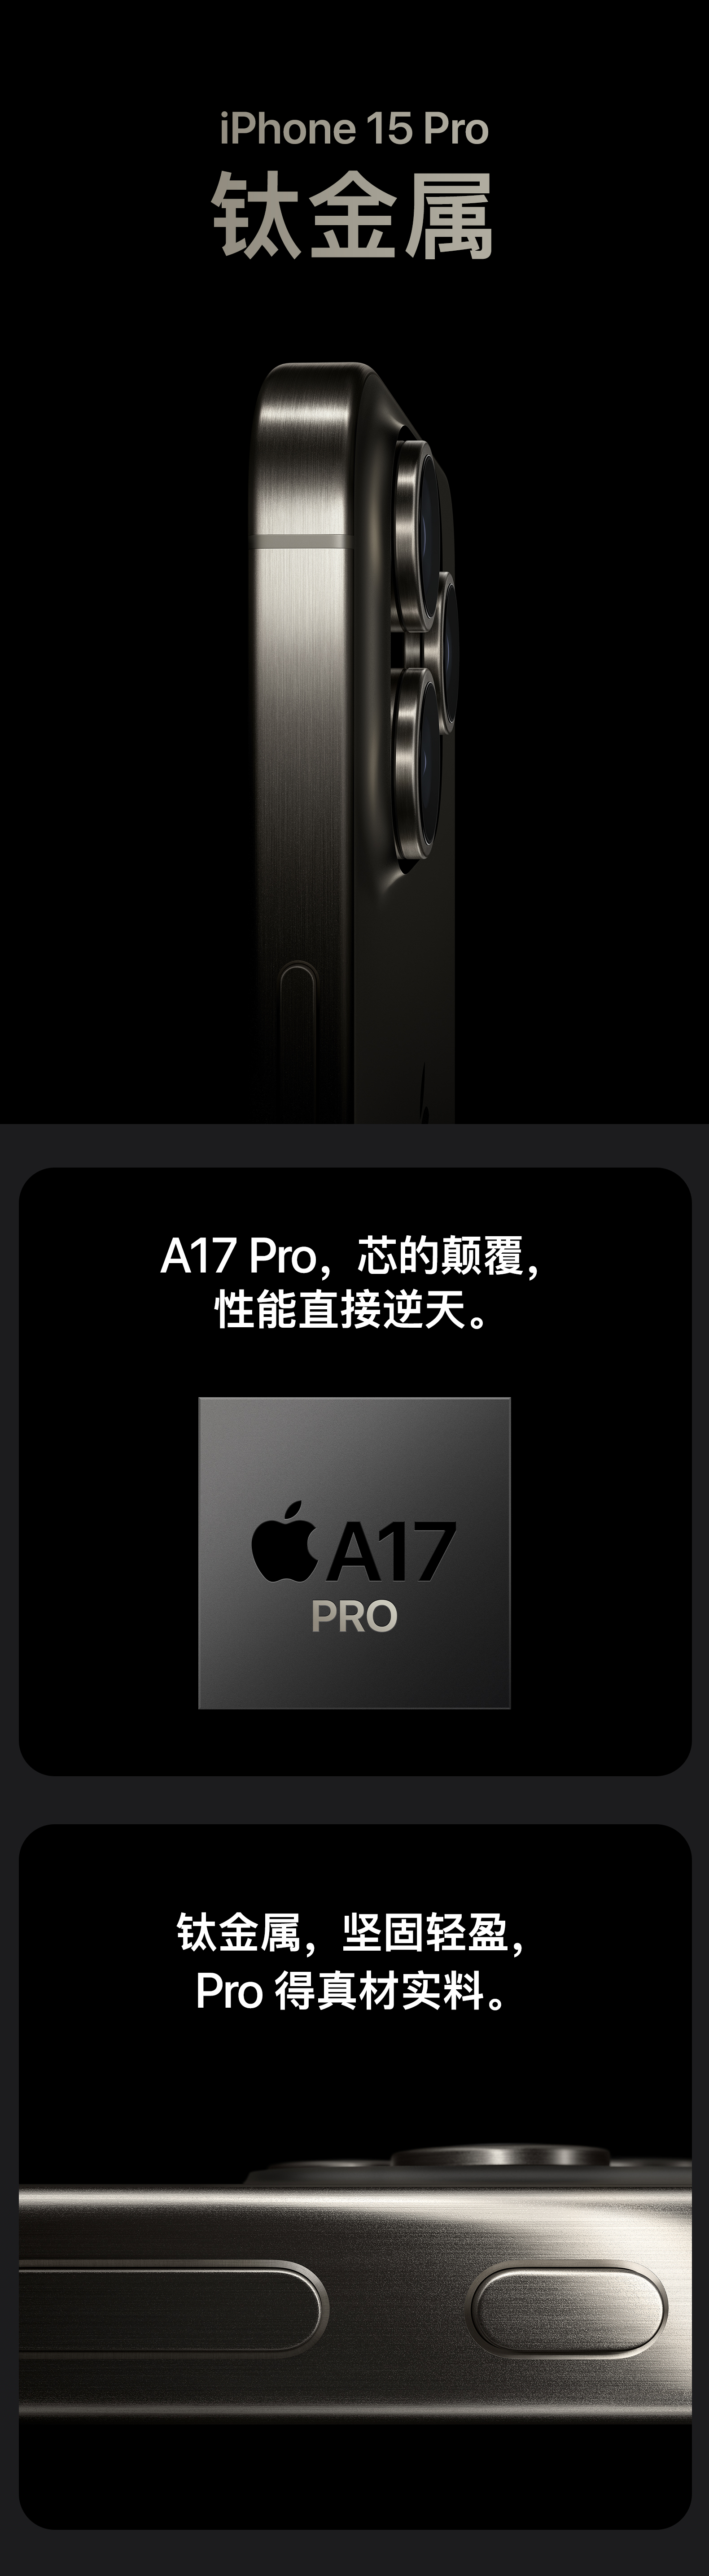 iPhone 15 Pro
钛金属
A17 Pro，芯的颠覆，
性能直接逆天。
A17
PRO
钛金属，坚固轻盈，
Pro 得真材实料。